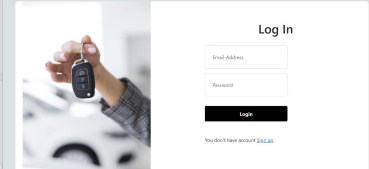 Log In
Email-Address
Password
Login
You don't have account Sign up